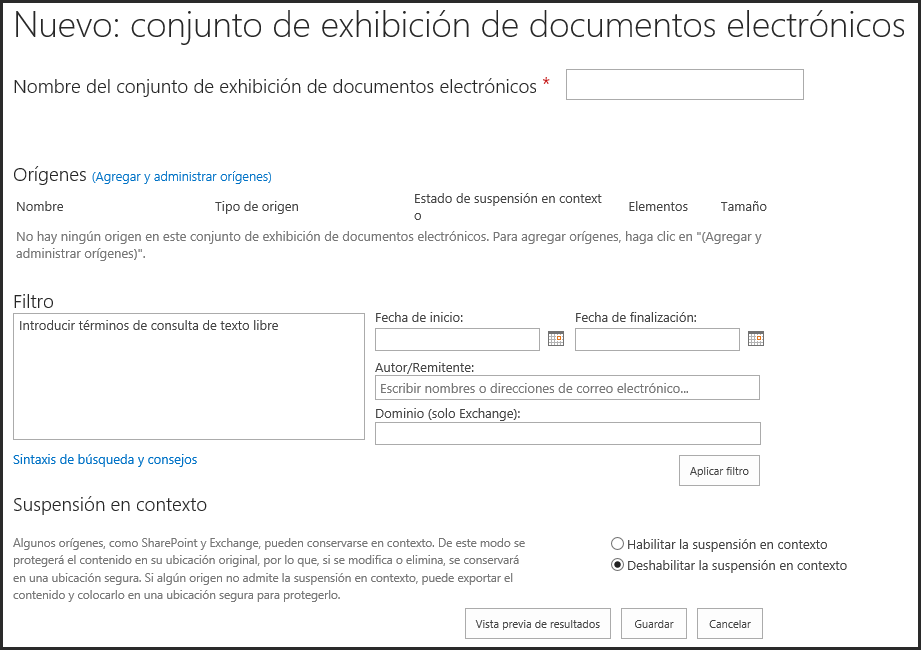 Nuevo: conjunto de exhibición de documentos electrónicos
Nombre del conjunto de exhibición de documentos electrónicos *
Orígenes (Agregar y administrar orígenes)
Nombre Tipo de origen Estado de suspensión en context
o Elementos Tamaño
No hay ningún origen en este conjunto de exhibición de documentos electrónicos. Para agregar orígenes, haga clic en "(Agregar y
administrar orígenes)".
Filtro
Introducir términos de consulta de texto libre
Fecha de inicio: Fecha de finalización:
Autor/Remitente:
Escribir nombres o direcciones de correo electrónico...
Dominio (solo Exchange):
Sintaxis de búsqueda y consejos
Aplicar filtro
Suspensión en contexto
Algunos orígenes, como SharePoint y Exchange, pueden conservarse en contexto. De este modo se
protegerá el contenido en su ubicación original, por lo que, si se modifica o elimina, se conservará
en una ubicación segura. Si algún origen no admite la suspensión en contexto, puede exportar el
contenido y colocarlo en una ubicación segura para protegerlo.
Habilitar la suspensión en contexto
Deshabilitar la suspensión en contexto
Vista previa de resultados Guardar Cancelar